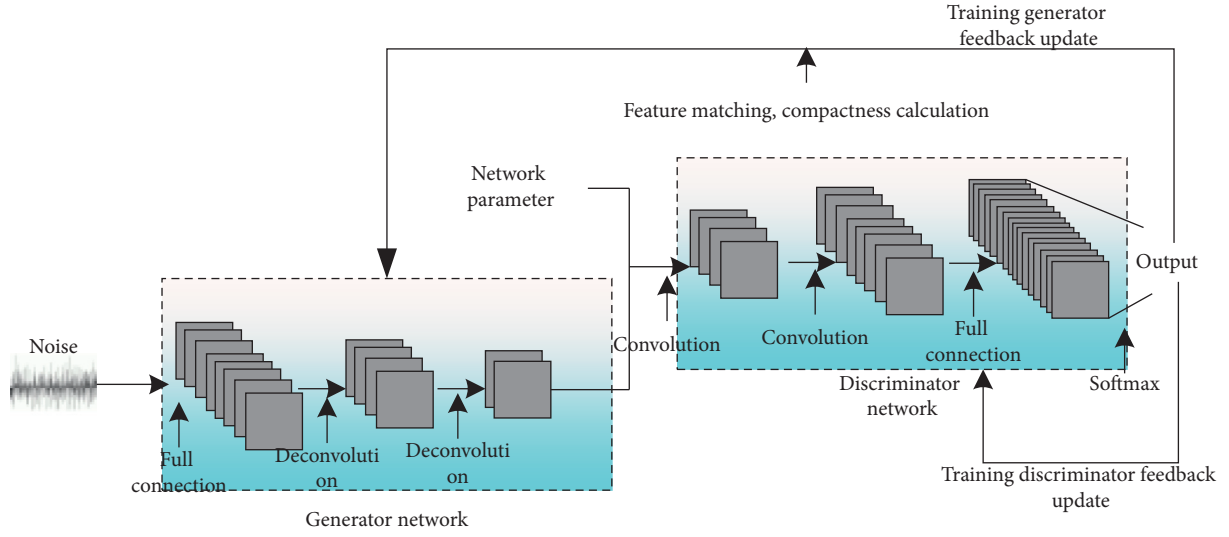 Training generator
feedback update
Feature matching, compactness calculation
Network
parameter
Output
Noise
Convolution
Convolution
Full
connection
Softmax
Discriminator
network
Full
connection
Deconvoluti
on
Deconvoluti
on
Training discriminator feedback
update
Generator network